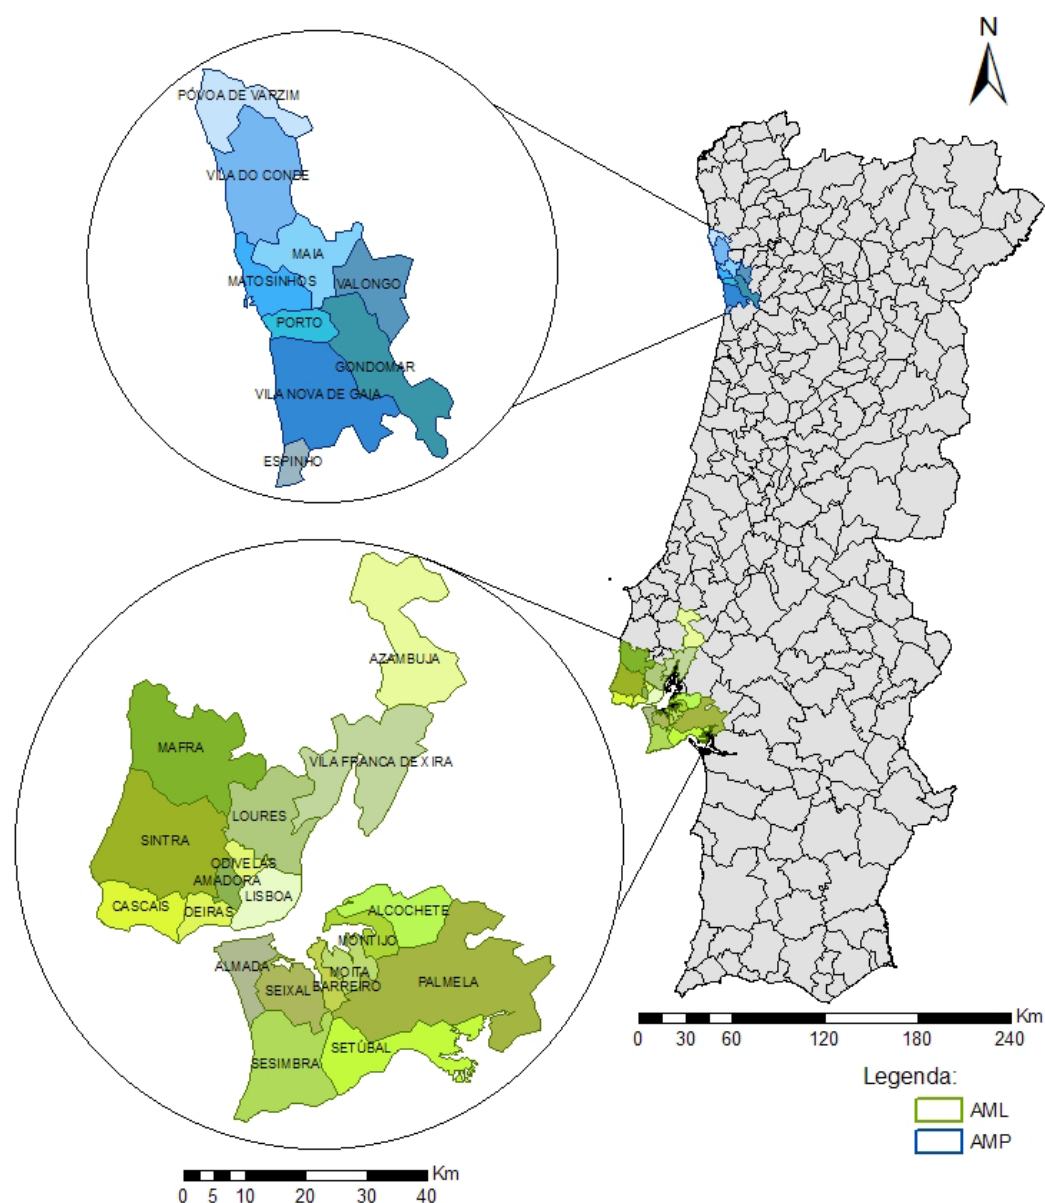 N
PÓVOA DE VARZIM
VILA DO CONDE
MAIA
MATOSINHOS
VALONGO
PORTO
GONDOMAR
VILA NOVA DE GAIA
ESPINHO
AZAMBUJA
MAFRA
VILA FRANCA DE XIRA
LOURES
SINTRA
ODIVELAS
AMADORA
LISBOA
CASCAIS
OEIRAS
ALCOCHETE
MONTIJO
ALMADA
MOITA
BARREIRO
SEIXAL
PALMELA
SETÚBAL
SESIMBRA
Km
0 30 60 120 180 240
Legenda:
AML
AMP
Km
0 5 10 20 30 40